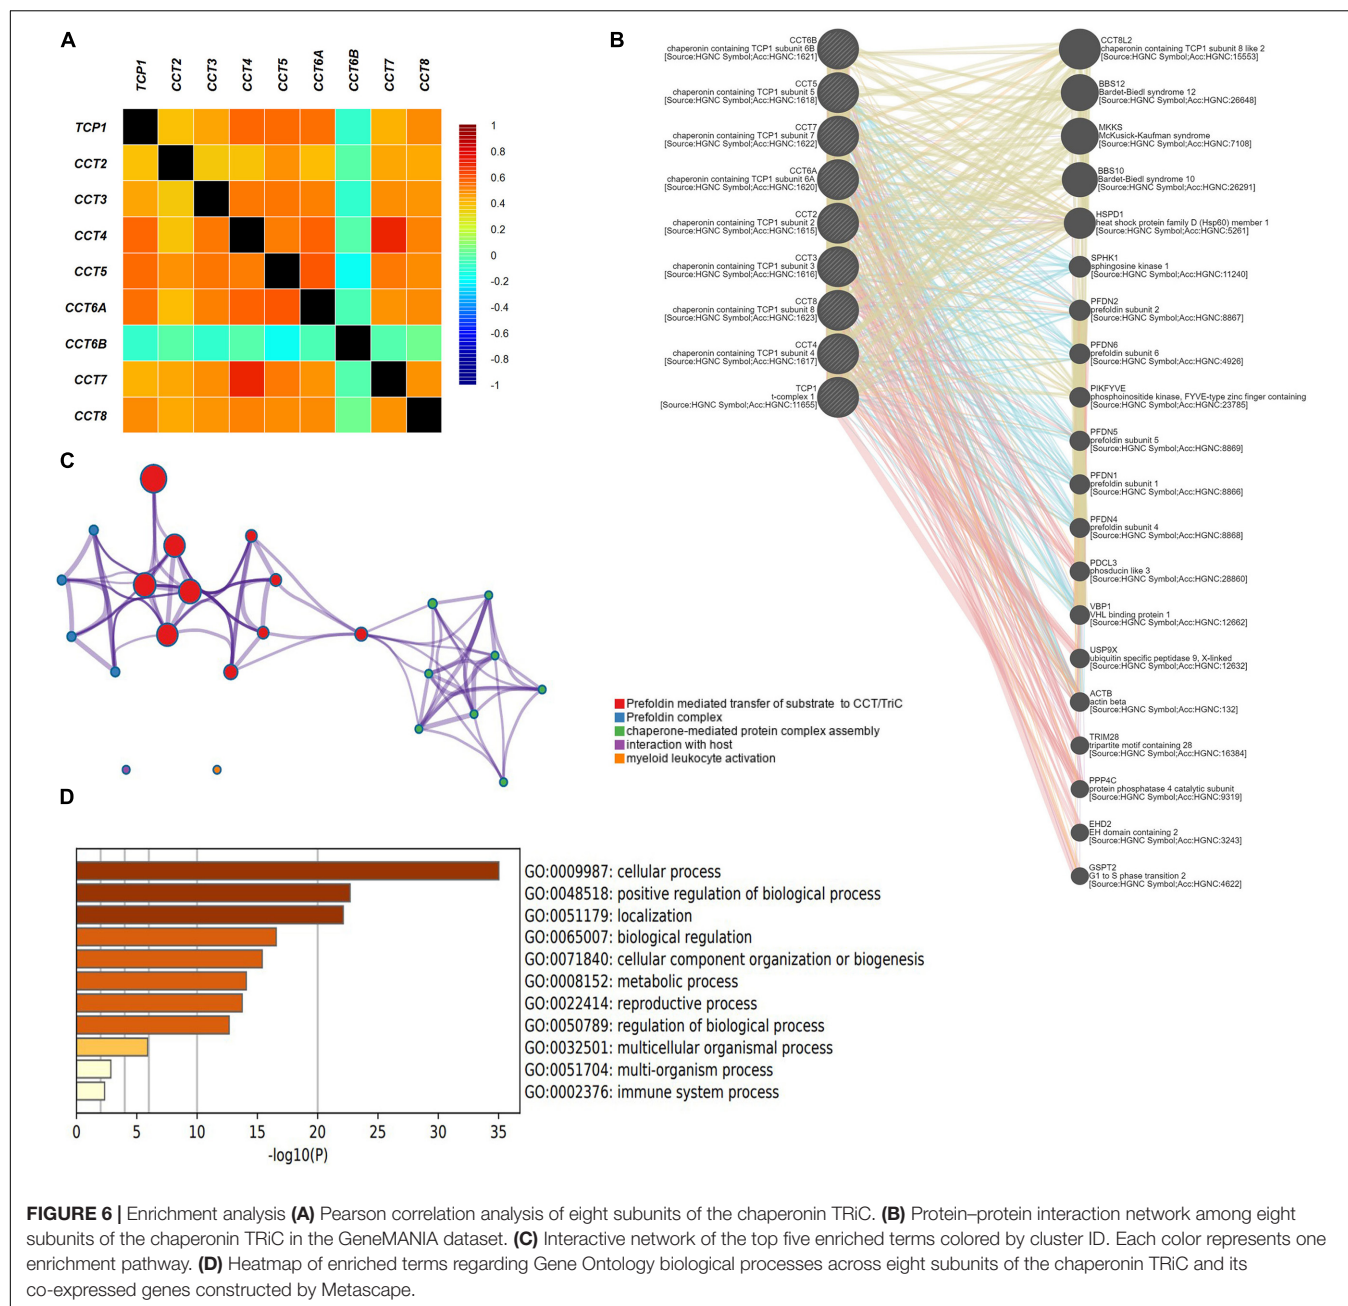 A
TCP1 CCT2 CCT3 CCT4 CCT5 CCT6A CCT6B CCT7 CCT8
TCP1
CCT2
CCT3
CCT4
CCT5
CCT6A
CCT6B
CCT7
CCT8
1
0.8
0.6
0.4
0.2
0
-0.2
-0.4
-0.6
-0.8
-1
B
CCT6B
chaperonin containing TCP1 subunit 6B
[Source:HGNC Symbol;Acc:HGNC:1621]
CCT5
chaperonin containing TCP1 subunit 5
[Source:HGNC Symbol;Acc:HGNC:1618]
CCT7
chaperonin containing TCP1 subunit 7
[Source:HGNC Symbol;Acc:HGNC:1622]
CCT6A
chaperonin containing TCP1 subunit 6A
[Source:HGNC Symbol;Acc:HGNC:1620]
CCT2
chaperonin containing TCP1 subunit 2
[Source:HGNC Symbol;Acc:HGNC:1615]
CCT3
chaperonin containing TCP1 subunit 3
[Source:HGNC Symbol;Acc:HGNC:1616]
CCT8
chaperonin containing TCP1 subunit 8
[Source:HGNC Symbol;Acc:HGNC:1623]
CCT4
chaperonin containing TCP1 subunit 4
[Source:HGNC Symbol;Acc:HGNC:1617]
TCP1
t-complex 1
[Source:HGNC Symbol;Acc:HGNC:11655]
CCT8L2
chaperonin containing TCP1 subunit 8 like 2
[Source:HGNC Symbol;Acc:HGNC:15553]
BBS12
Bardet-Biedl syndrome 12
[Source:HGNC Symbol;Acc:HGNC:26648]
MKKS
McKusick-Kaufman syndrome
[Source:HGNC Symbol;Acc:HGNC:7108]
BBS10
Bardet-Biedl syndrome 10
[Source:HGNC Symbol;Acc:HGNC:26291]
HSPD1
heat shock protein family D (Hsp60) member 1
[Source:HGNC Symbol;Acc:HGNC:5261]
SPHK1
sphingosine kinase 1
[Source:HGNC Symbol;Acc:HGNC:11240]
PFDN2
prefoldin subunit 2
[Source:HGNC Symbol;Acc:HGNC:8867]
PFDN6
prefoldin subunit 6
[Source:HGNC Symbol;Acc:HGNC:4926]
PIKFYVE
phosphoinositide kinase, FYVE-type zinc finger containing
[Source:HGNC Symbol;Acc:HGNC:23785]
PFDN5
prefoldin subunit 5
[Source:HGNC Symbol;Acc:HGNC:8869]
PFDN1
prefoldin subunit 1
[Source:HGNC Symbol;Acc:HGNC:8866]
PFDN4
prefoldin subunit 4
[Source:HGNC Symbol;Acc:HGNC:8868]
PDCL3
phosducin like 3
[Source:HGNC Symbol;Acc:HGNC:28860]
VBP1
VHL binding protein 1
[Source:HGNC Symbol;Acc:HGNC:12662]
USP9X
ubiquitin specific peptidase 9, X-linked
[Source:HGNC Symbol;Acc:HGNC:12632]
ACTB
actin beta
[Source:HGNC Symbol;Acc:HGNC:132]
TRIM28
tripartite motif containing 28
[Source:HGNC Symbol;Acc:HGNC:16384]
PPP4C
protein phosphatase 4 catalytic subunit
[Source:HGNC Symbol;Acc:HGNC:9319]
EHD2
EH domain containing 2
[Source:HGNC Symbol;Acc:HGNC:3243]
GSPT2
G1 to S phase transition 2
[Source:HGNC Symbol;Acc:HGNC:4622]
C
Prefoldin mediated transfer of substrate to CCT/TriC
Prefoldin complex
chaperone-mediated protein complex assembly
interaction with host
myeloid leukocyte activation
D
GO:0009987: cellular process
GO:0048518: positive regulation of biological process
GO:0051179: localization
GO:0065007: biological regulation
GO:0071840: cellular component organization or biogenesis
GO:0008152: metabolic process
GO:0022414: reproductive process
GO:0050789: regulation of biological process
GO:0032501: multicellular organismal process
GO:0051704: multi-organism process
GO:0002376: immune system process
0 5 10 15 20 25 30 35
-log10(P)
FIGURE 6 | Enrichment analysis (A) Pearson correlation analysis of eight subunits of the chaperonin TRiC. (B) Protein–protein interaction network among eight
subunits of the chaperonin TRiC in the GeneMANIA dataset. (C) Interactive network of the top five enriched terms colored by cluster ID. Each color represents one
enrichment pathway. (D) Heatmap of enriched terms regarding Gene Ontology biological processes across eight subunits of the chaperonin TRiC and its
co-expressed genes constructed by Metascape.